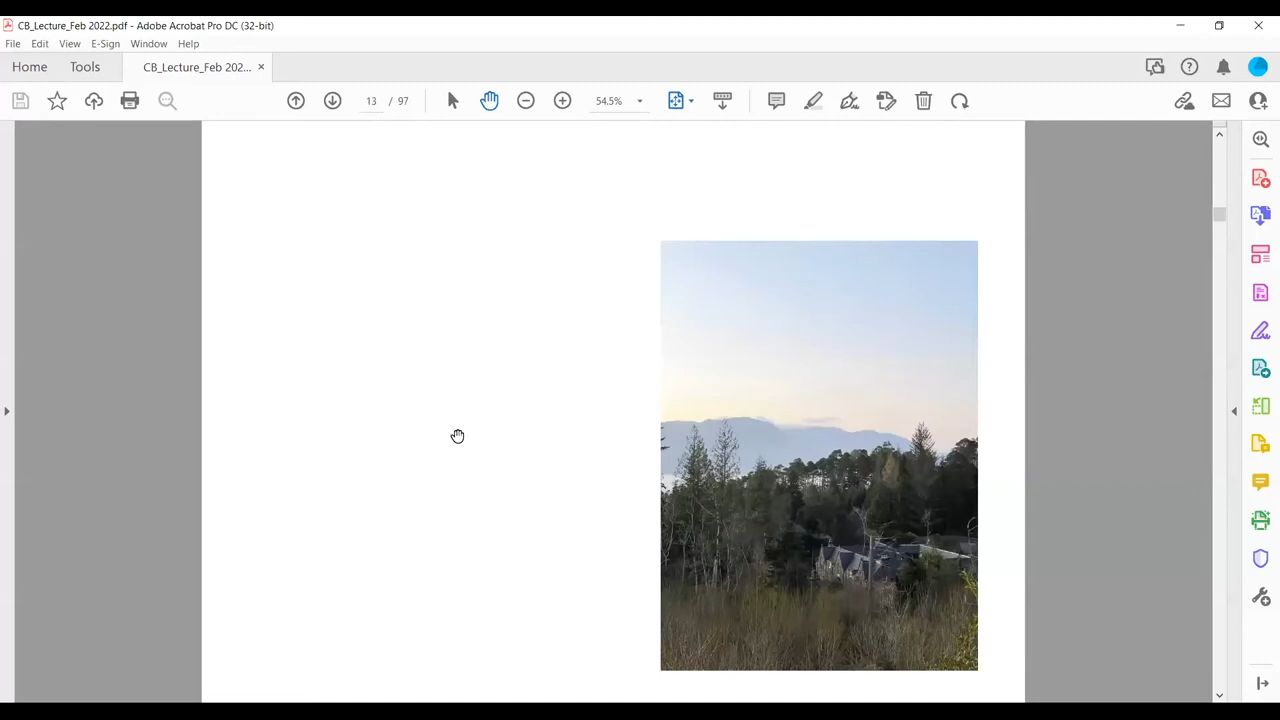 CB_Lecture_Feb 2022.pdf - Adobe Acrobat Pro DC (32-bit)
File Edit View E-Sign Window Help
Home Tools CB_Lecture_Feb 202... ×
13 / 97 54.5%